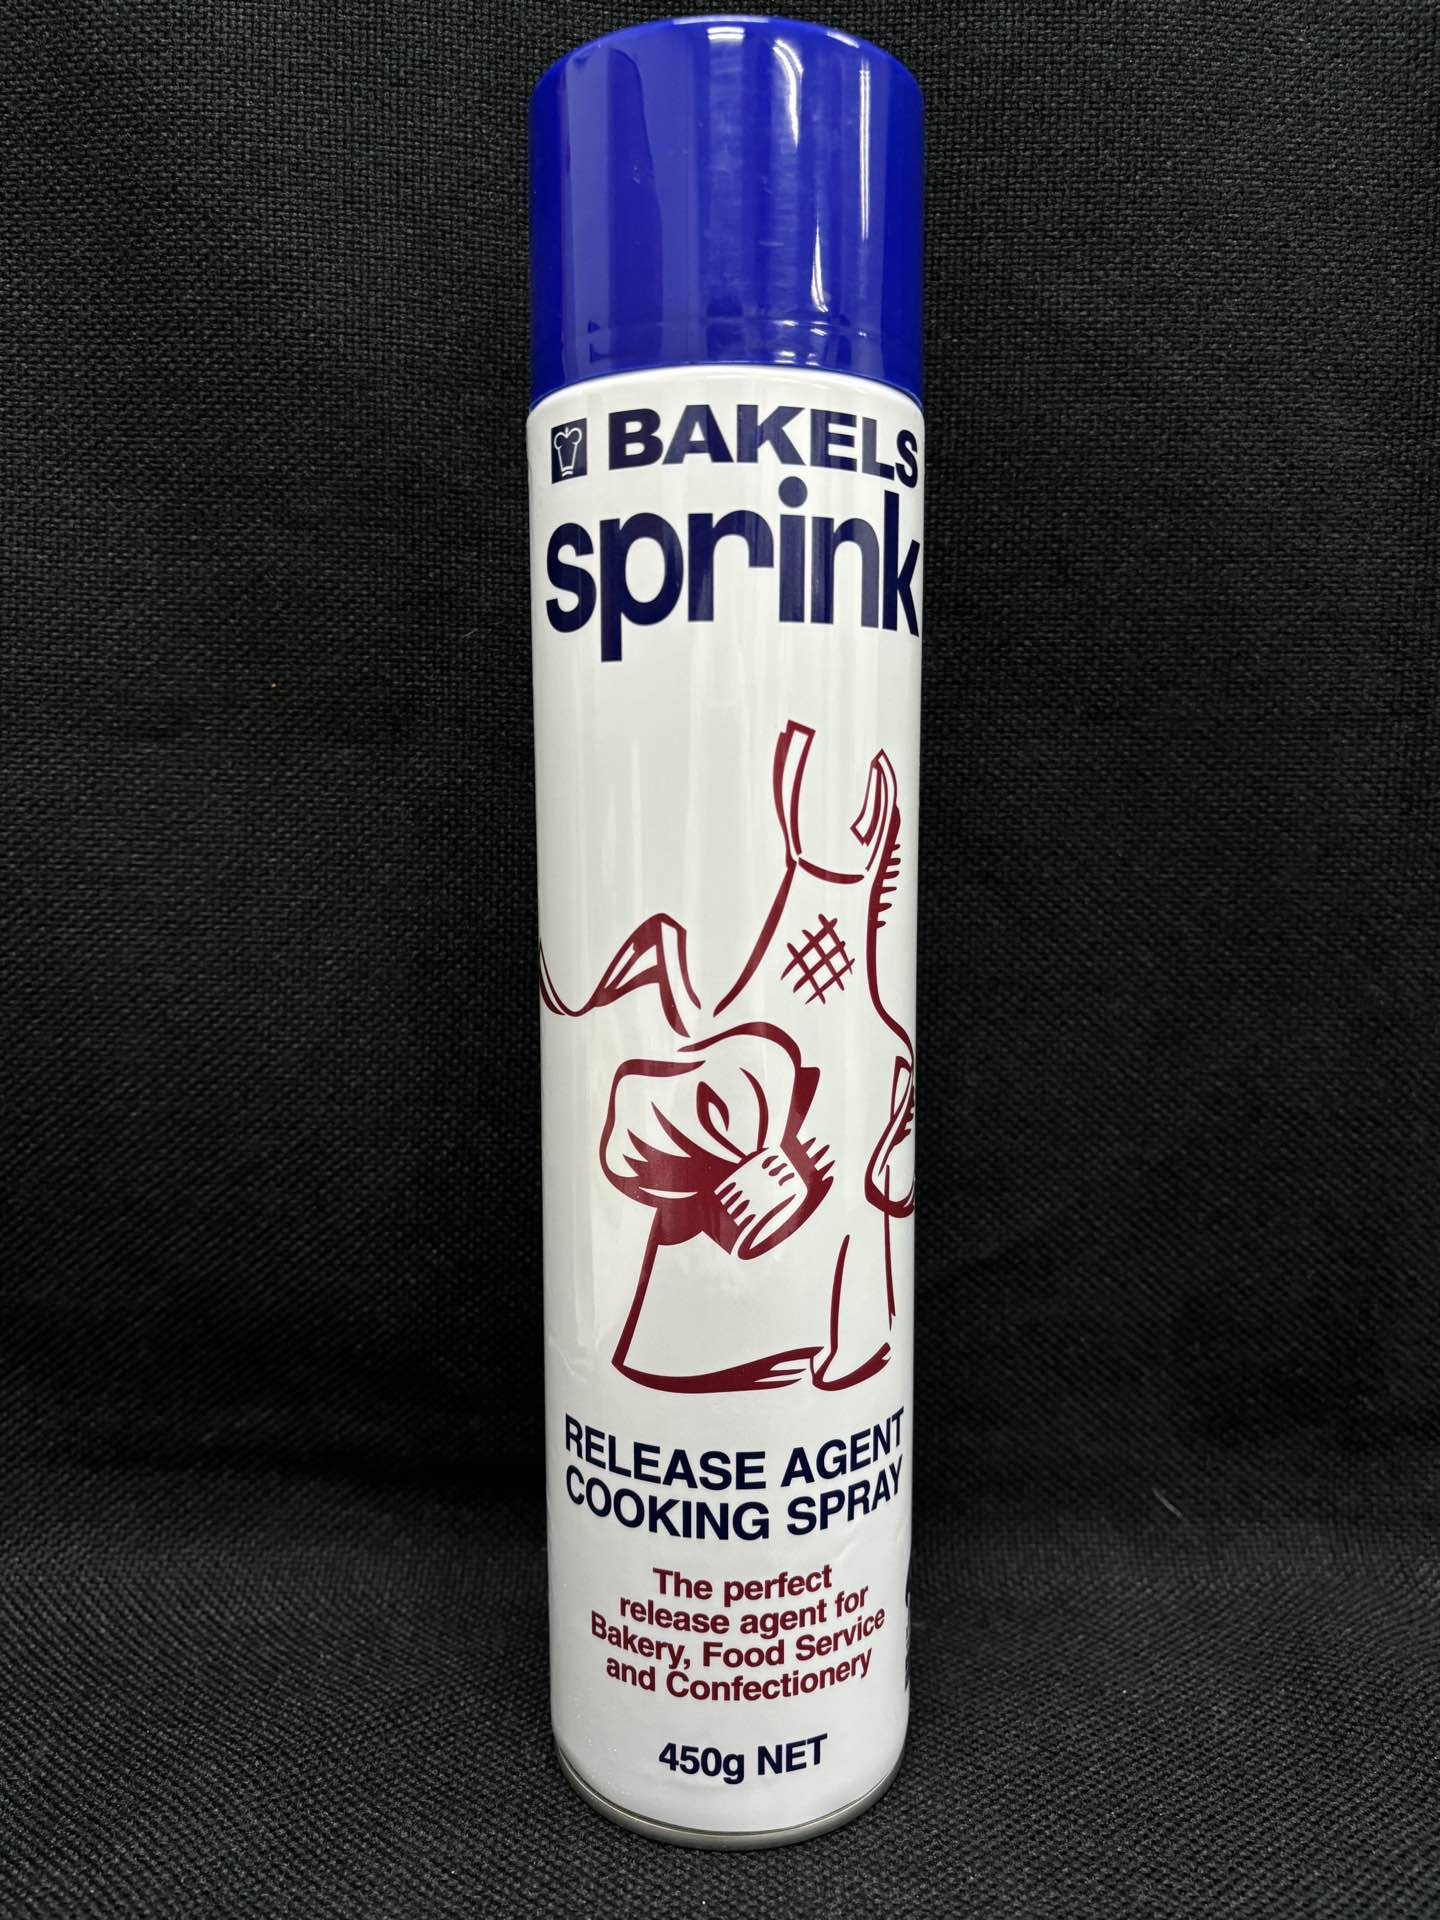 BAKELS
sprink
RELEASE AGENT
COOKING SPRAY
The perfect
release agent for
Bakery, Food Service
and Confectionery
450g NET